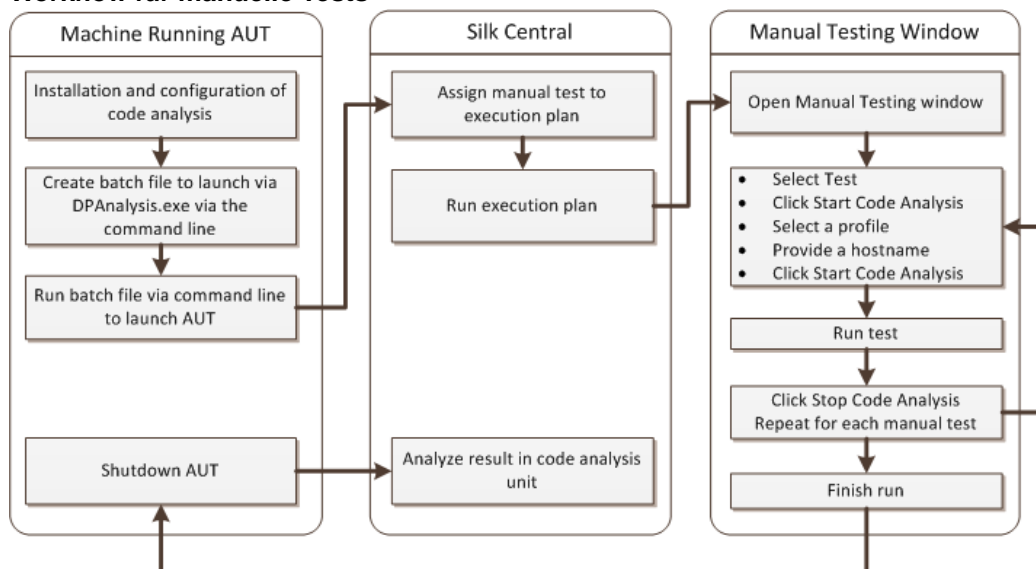 Workflow für manuelle Tests
Machine Running AUT
Installation and configuration of
code analysis
Create batch file to launch via
DPAnalysis.exe via the
command line
Run batch file via command line
to launch AUT
Shutdown AUT
Silk Central
Assign manual test to
execution plan
Run execution plan
Analyze result in code analysis
unit
Manual Testing Window
Open Manual Testing window
• Select Test
• Click Start Code Analysis
• Select a profile
• Provide a hostname
• Click Start Code Analysis
Run test
Click Stop Code Analysis
Repeat for each manual test
Finish run